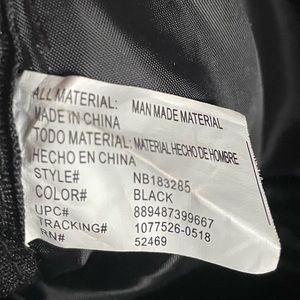 ALL MATERIAL: MAN MADE MATERIAL
MADE IN CHINA
TODO MATERIAL: MATERIAL HECHO DE HOMBRE
HECHO EN CHINA
STYLE# NB183285
COLOR# BLACK
UPC# 889487399667
TRACKING# 1077526-0518
RN# 52469